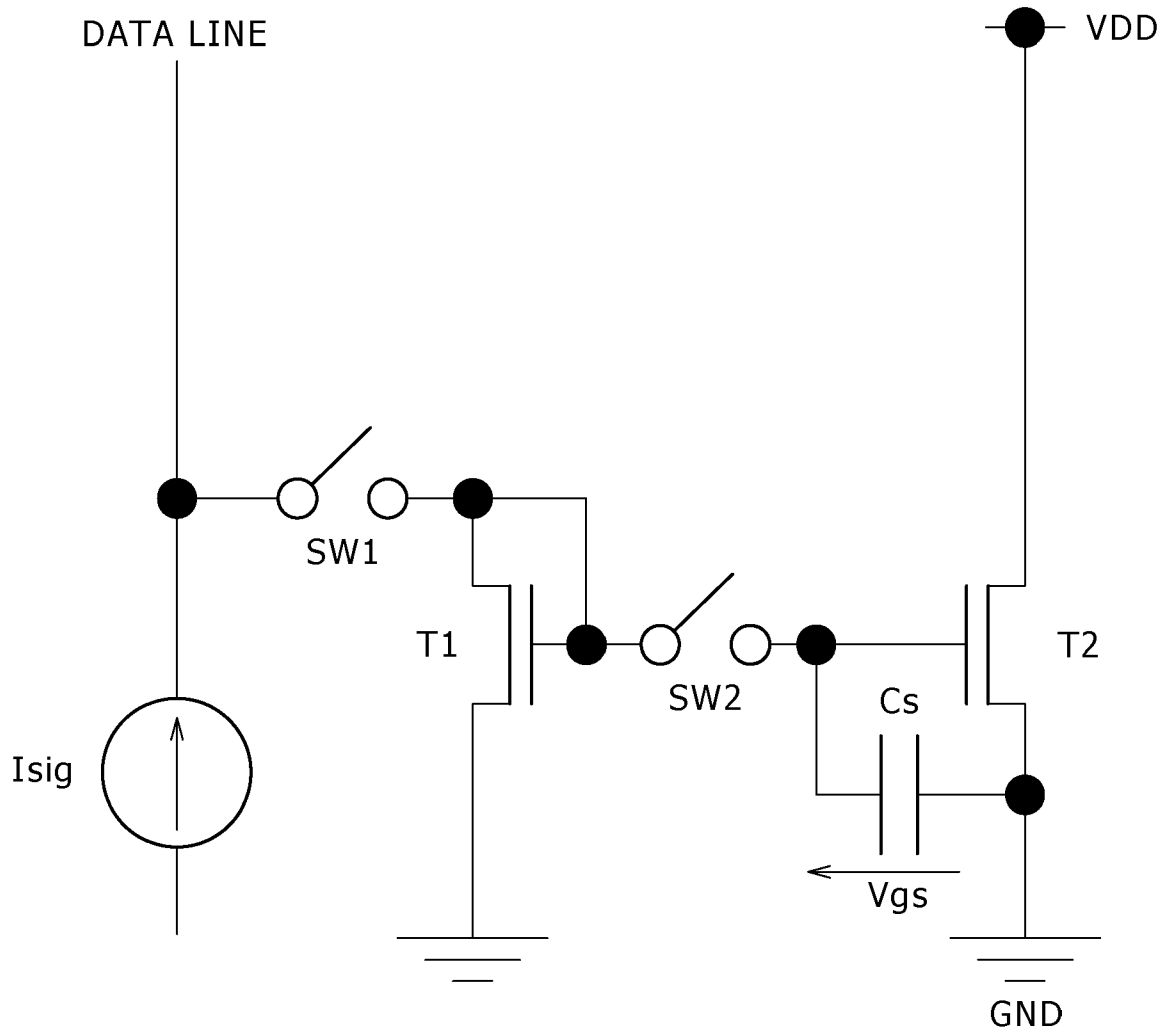 DATA LINE
VDD
SW1
T1
SW2
T2
Cs
Isig
Vgs
GND